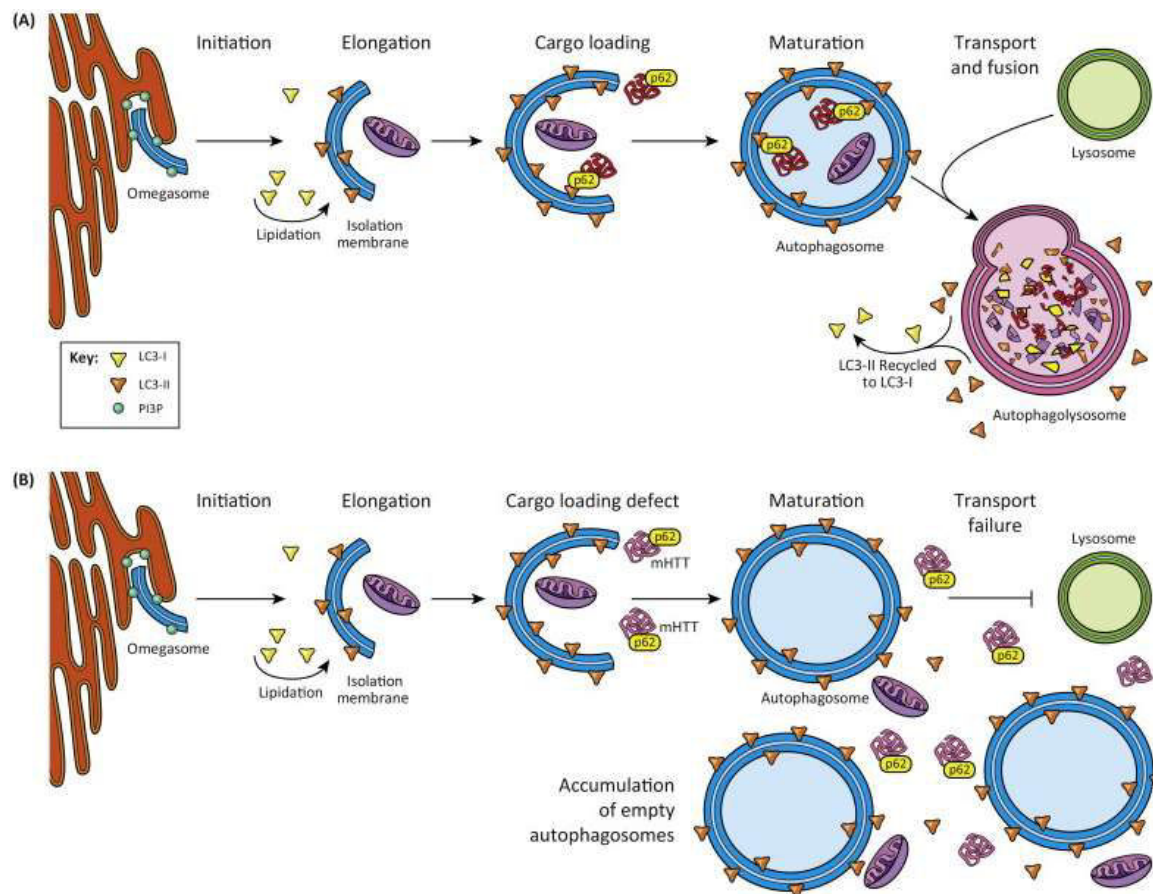 (A)
Initiation
Elongation
Cargo loading
Maturation
Transport
and fusion
p62
p62
p62
p62
Lysosome
Omegasome
Lipidation
Isolation
membrane
Autophagosome
LC3-II Recycled
to LC3-I
Autophagolysosome
Key:
LC3-I
LC3-II
PI3P
(B)
Initiation
Elongation
Cargo loading defect
Maturation
Transport
failure
Lysosome
p62
mHTT
mHTT
p62
p62
p62
Omegasome
Lipidation
Isolation
membrane
Autophagosome
p62
p62
Accumulation
of empty
autophagosomes